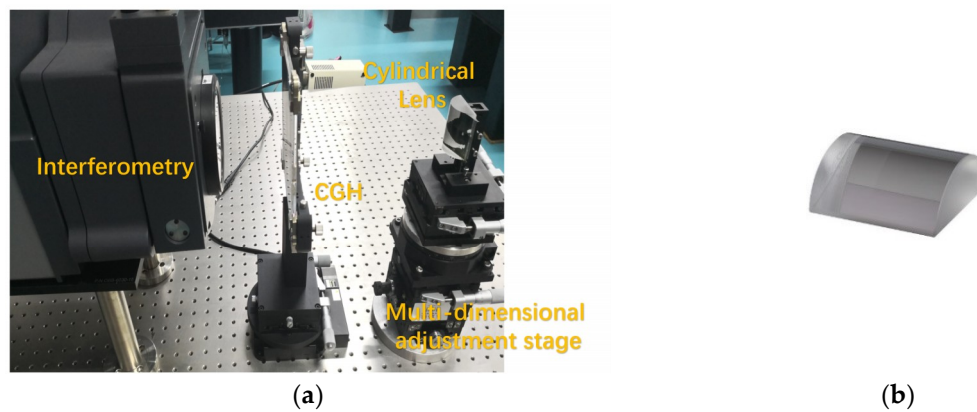 Cylindrical
Lens
Interferometry
CGH
Multi-dimensional
adjustment stage
(a)
(b)